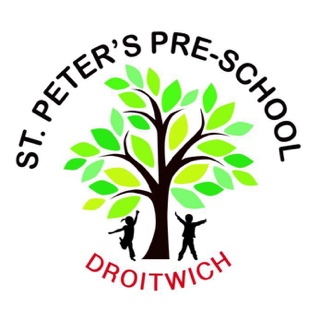 ST. PETER'S PRE-SCHOOL
DROITWICH